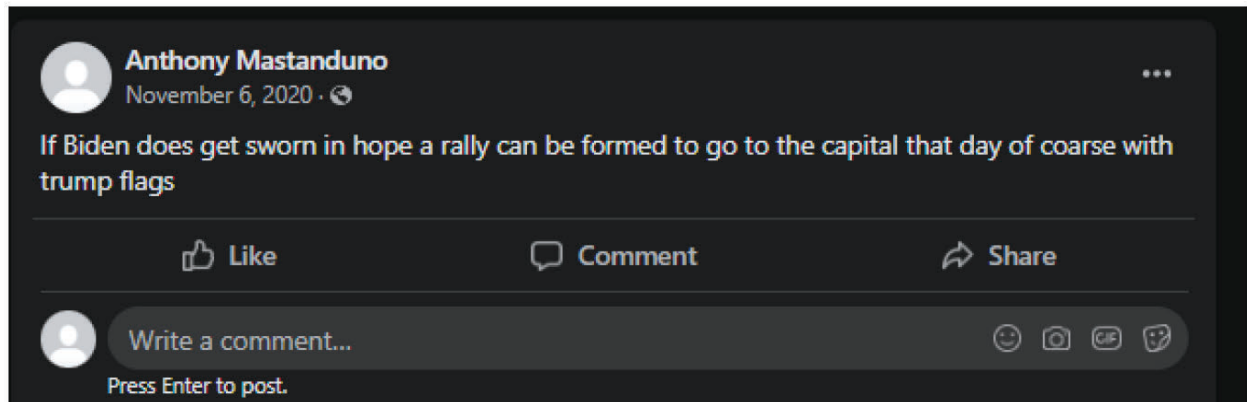 Anthony Mastanduno
November 6, 2020 ·
If Biden does get sworn in hope a rally can be formed to go to the capital that day of coarse with
trump flags
Like Comment Share
Write a comment... GIF
Press Enter to post.